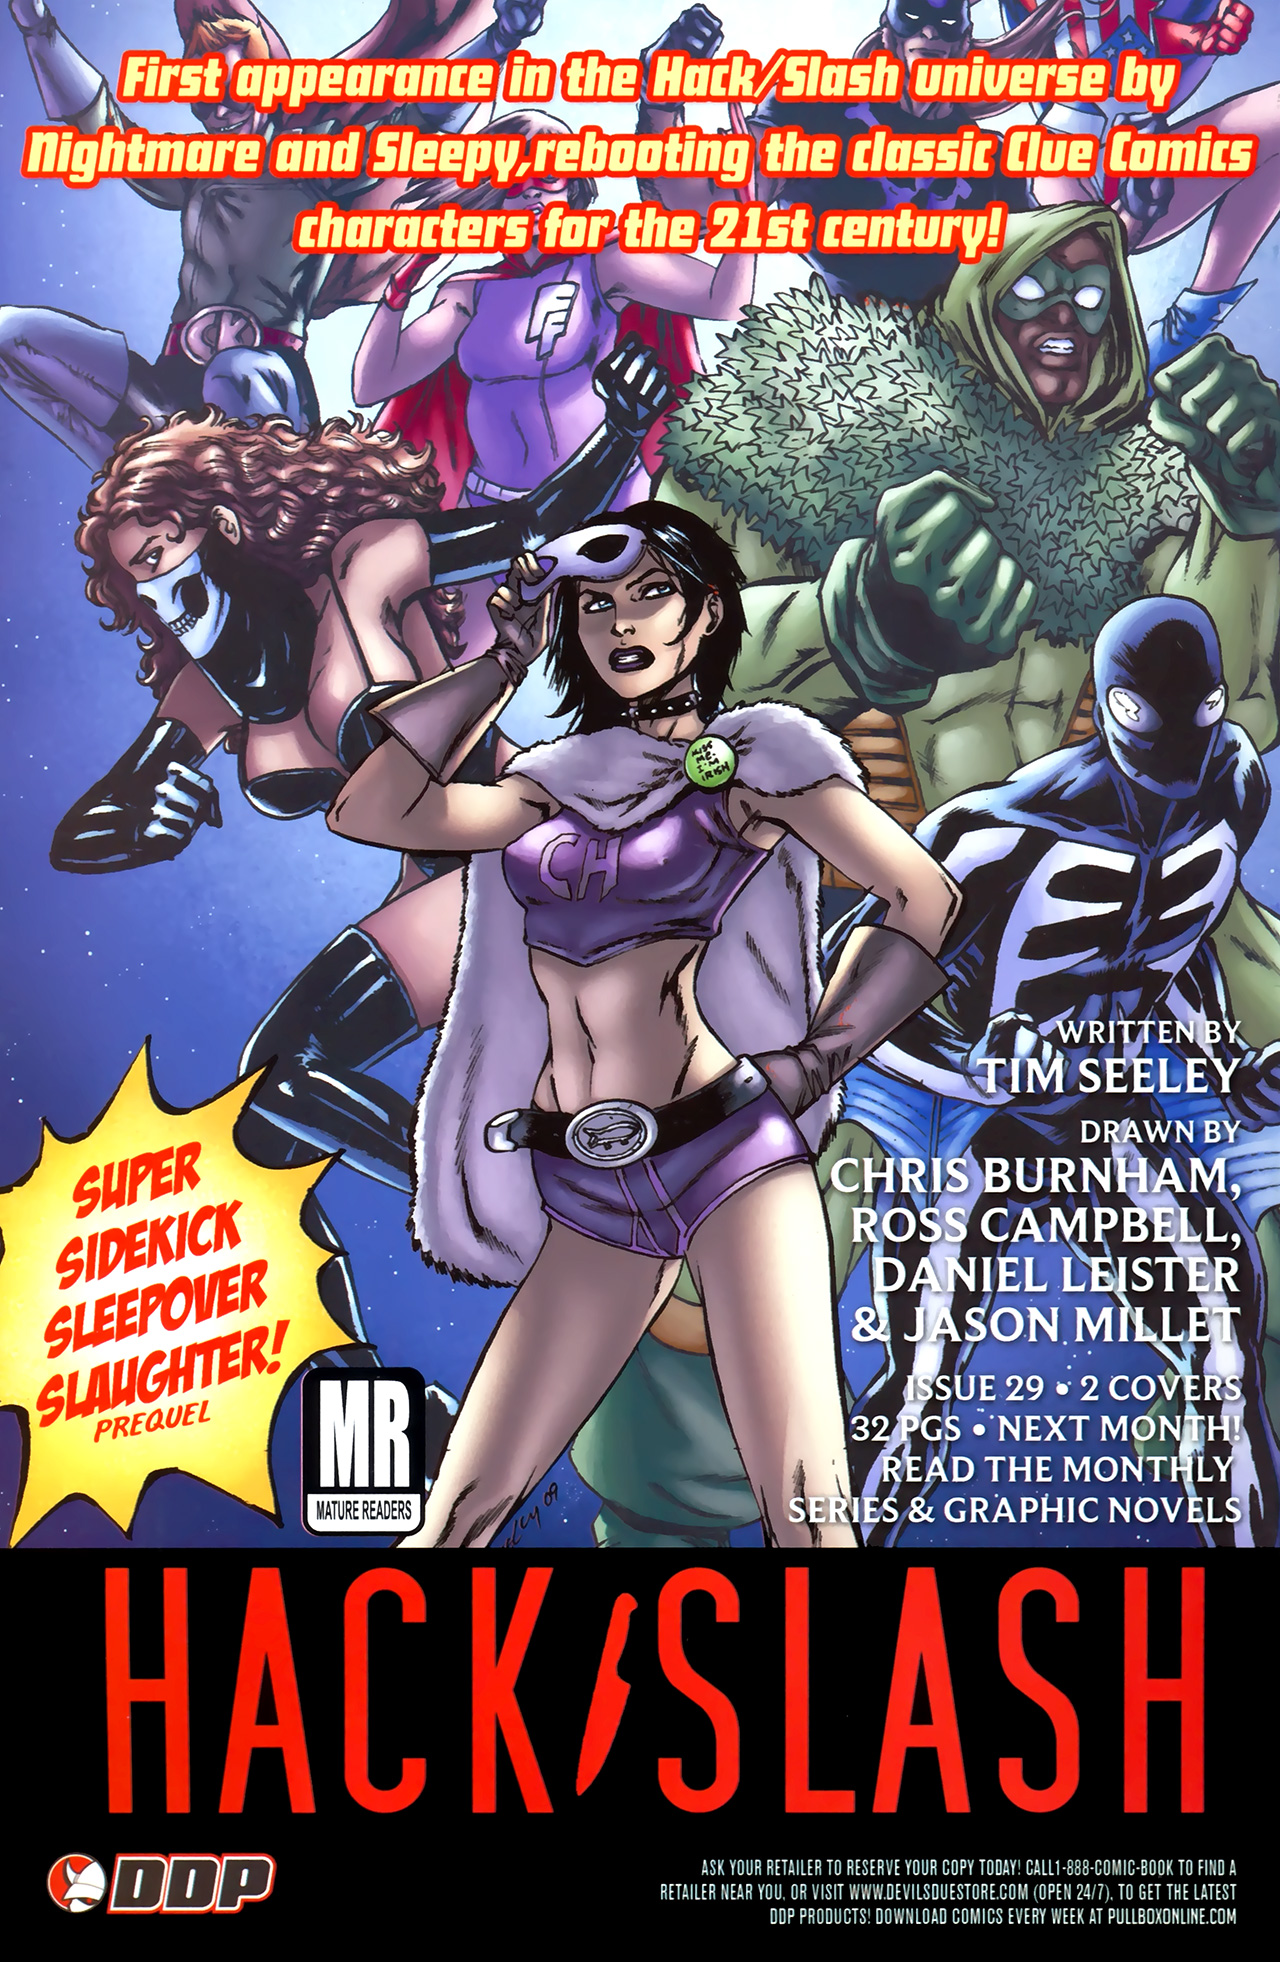 First appearance in the Hack/Slash universe by
Nightmare and Sleepy,rebooting the classic Clue Comics
characters for the 21st century!
CK
FF
KISS
ME,
I'M
IRISH
CH
WRITTEN BY
TIM SEELEY
DRAWN BY
CHRIS BURNHAM,
ROSS CAMPBELL,
DANIEL LEISTER
& JASON MILLET
ISSUE 29 • 2 COVERS
32 PGS • NEXT MONTH!
READ THE MONTHLY
SERIES & GRAPHIC NOVELS
SUPER
SIDEKICK
SLEEPOVER
SLAUGHTER!
PREQUEL
MR
MATURE READERS
HACK/SLASH
DDP
ASK YOUR RETAILER TO RESERVE YOUR COPY TODAY! CALL1-888-COMIC-BOOK TO FIND A
RETAILER NEAR YOU, OR VISIT WWW.DEVILSDUESTORE.COM (OPEN 24/7), TO GET THE LATEST
DDP PRODUCTS! DOWNLOAD COMICS EVERY WEEK AT PULLBOXONLINE.COM